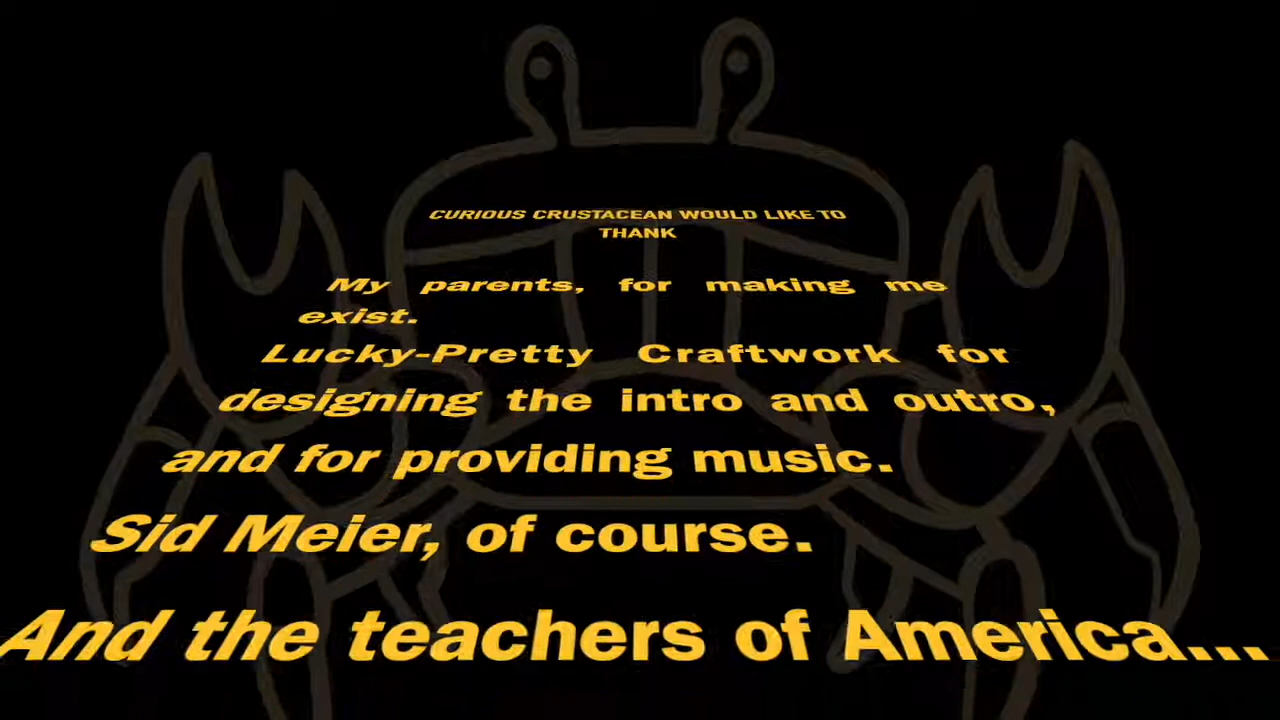 CURIOUS CRUSTACEAN WOULD LIKE TO
THANK
My parents, for making me
exist.
Lucky-Pretty Craftwork for
designing the intro and outro,
and for providing music.
Sid Meier, of course.
And the teachers of America...